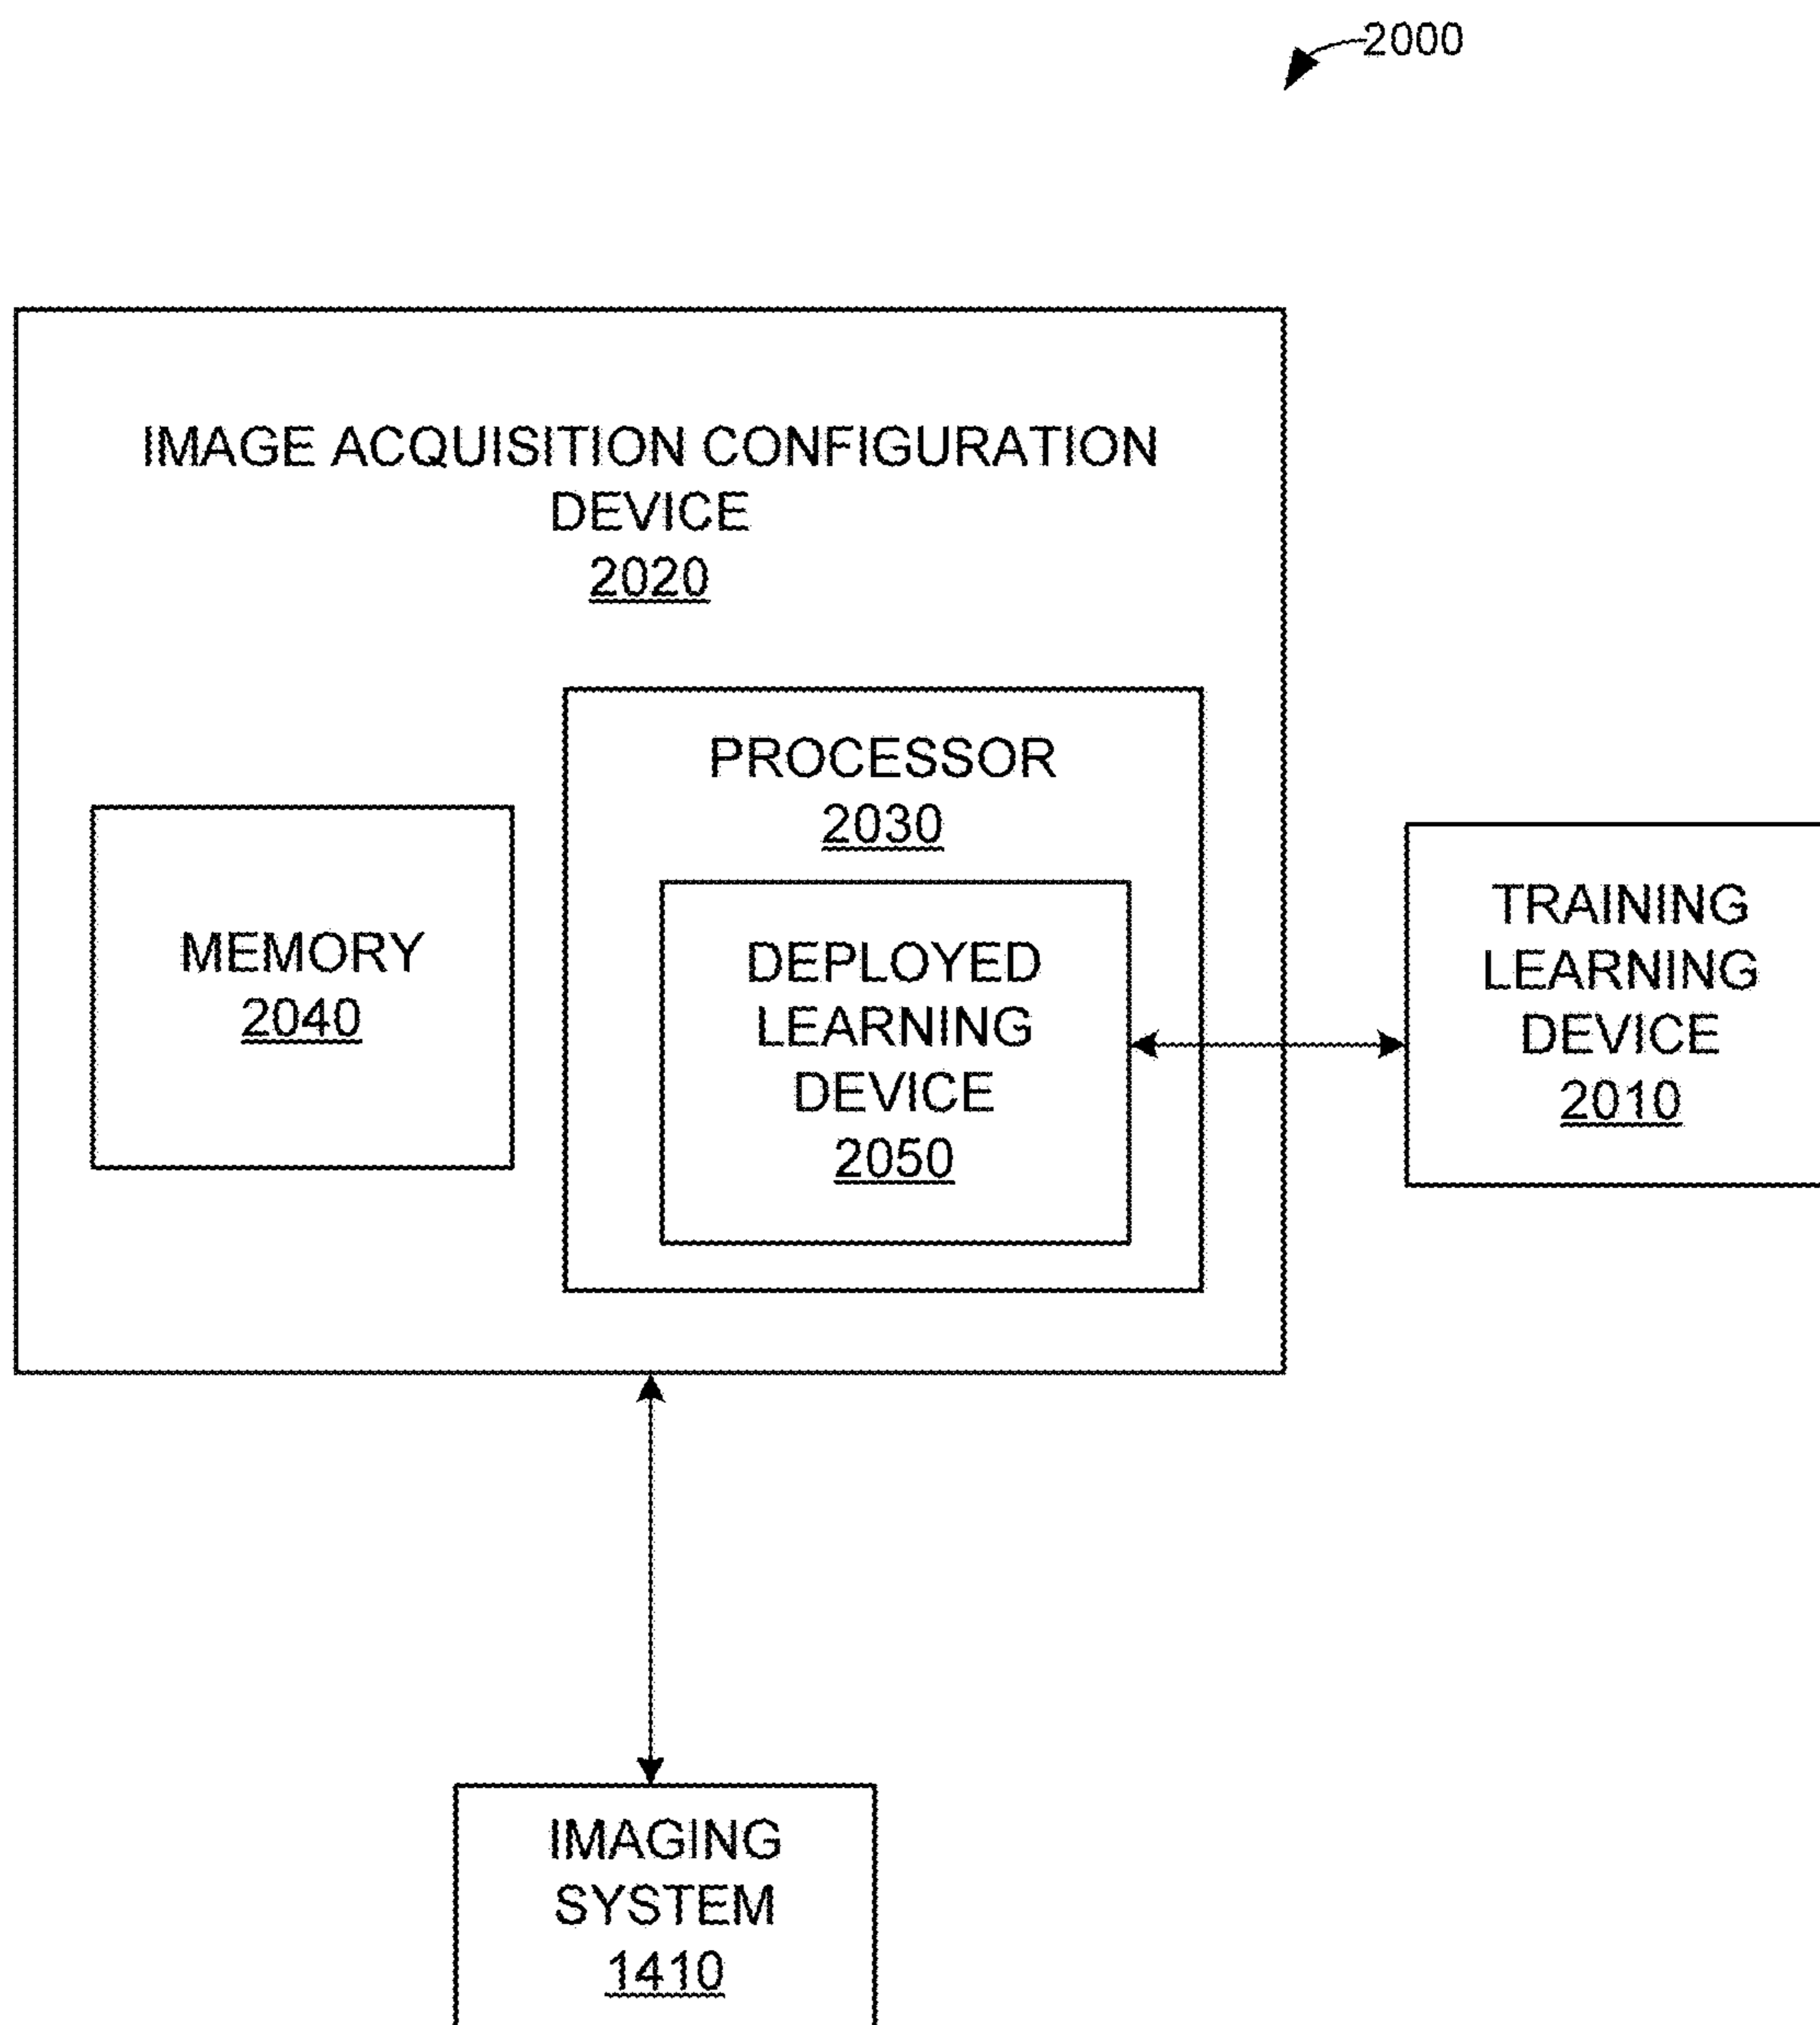 2000
IMAGE ACQUISITION CONFIGURATION
DEVICE
2020
PROCESSOR
2030
MEMORY
2040
DEPLOYED
LEARNING
DEVICE
2050
TRAINING
LEARNING
DEVICE
2010
IMAGING
SYSTEM
1410